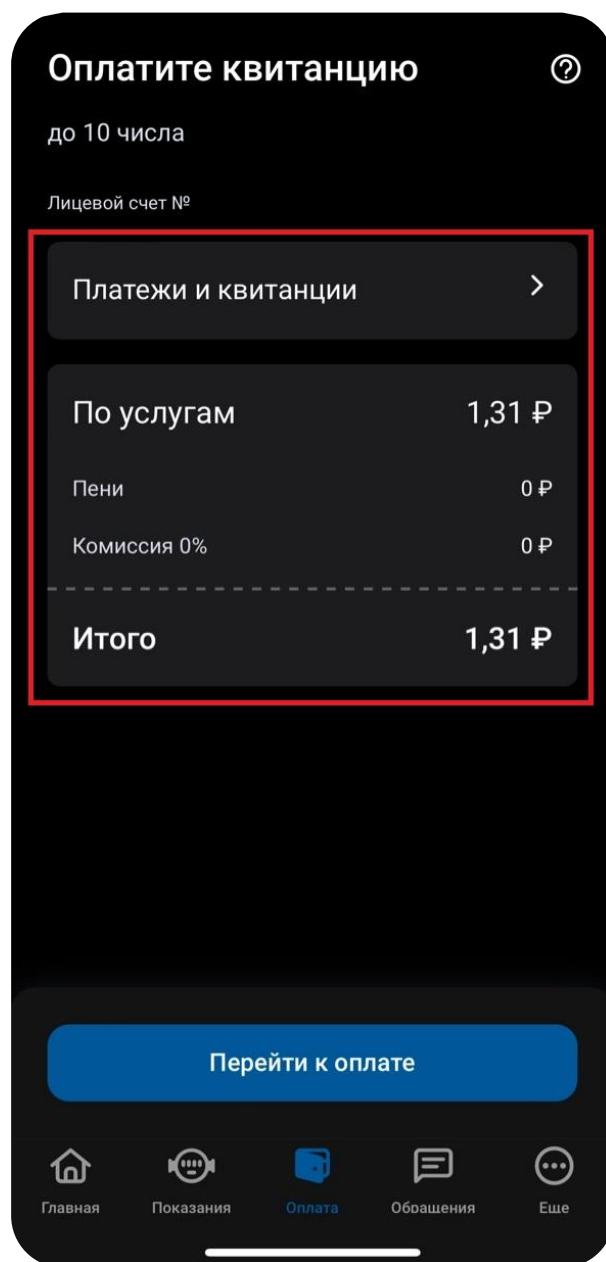 Оплатите квитанцию
до 10 числа
Лицевой счет №
Платежи и квитанции
По услугам 1,31 ₽
Пени 0 ₽
Комиссия 0% 0 ₽
Итого 1,31 ₽
Перейти к оплате
Главная Показания Оплата Обращения Еще